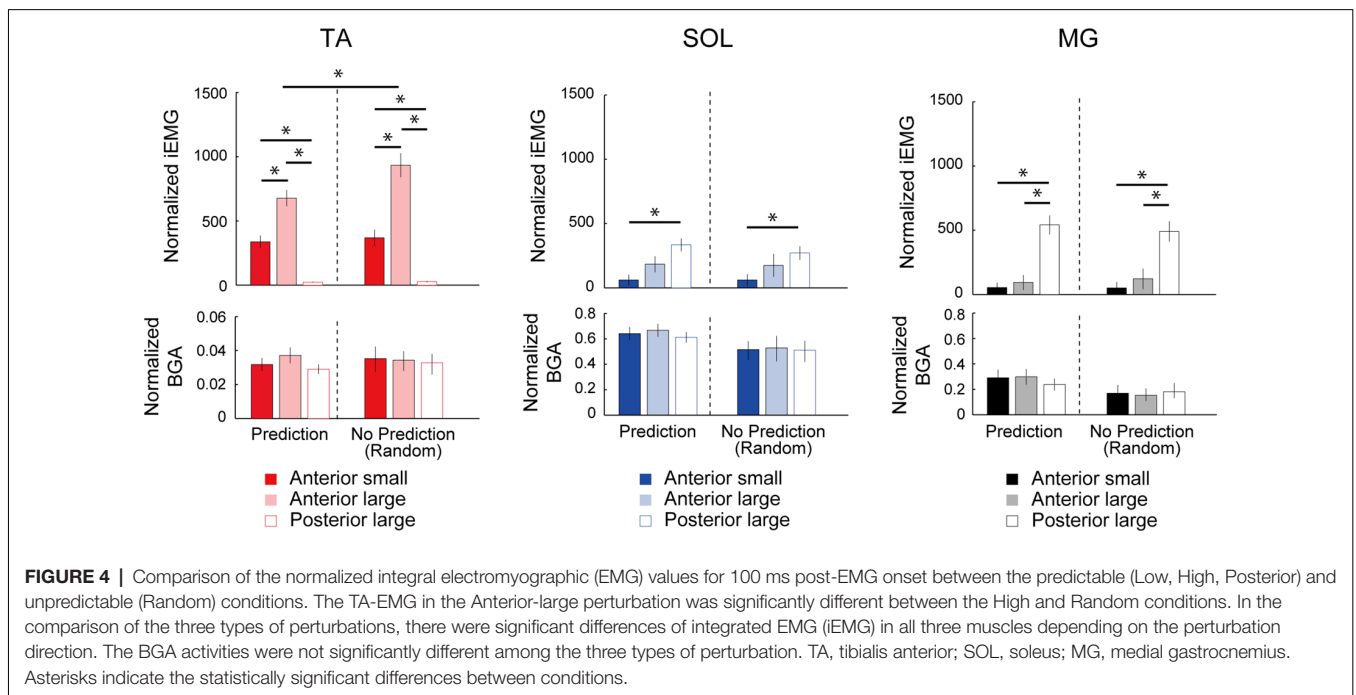 TA
SOL
MG
Normalized iEMG
1500
1000
500
0
*
*
*
*
*
*
*
Normalized BGA
0.06
0.04
0.02
0
Prediction
No Prediction
(Random)
Anterior small
Anterior large
Posterior large
Normalized iEMG
1500
1000
500
0
*
*
Normalized BGA
0.8
0.6
0.4
0.2
0
Prediction
No Prediction
(Random)
Anterior small
Anterior large
Posterior large
Normalized iEMG
1500
1000
500
0
*
*
*
*
Normalized BGA
0.8
0.6
0.4
0.2
0
Prediction
No Prediction
(Random)
Anterior small
Anterior large
Posterior large
FIGURE 4 | Comparison of the normalized integral electromyographic (EMG) values for 100 ms post-EMG onset between the predictable (Low, High, Posterior) and
unpredictable (Random) conditions. The TA-EMG in the Anterior-large perturbation was significantly different between the High and Random conditions. In the
comparison of the three types of perturbations, there were significant differences of integrated EMG (iEMG) in all three muscles depending on the perturbation
direction. The BGA activities were not significantly different among the three types of perturbation. TA, tibialis anterior; SOL, soleus; MG, medial gastrocnemius.
Asterisks indicate the statistically significant differences between conditions.